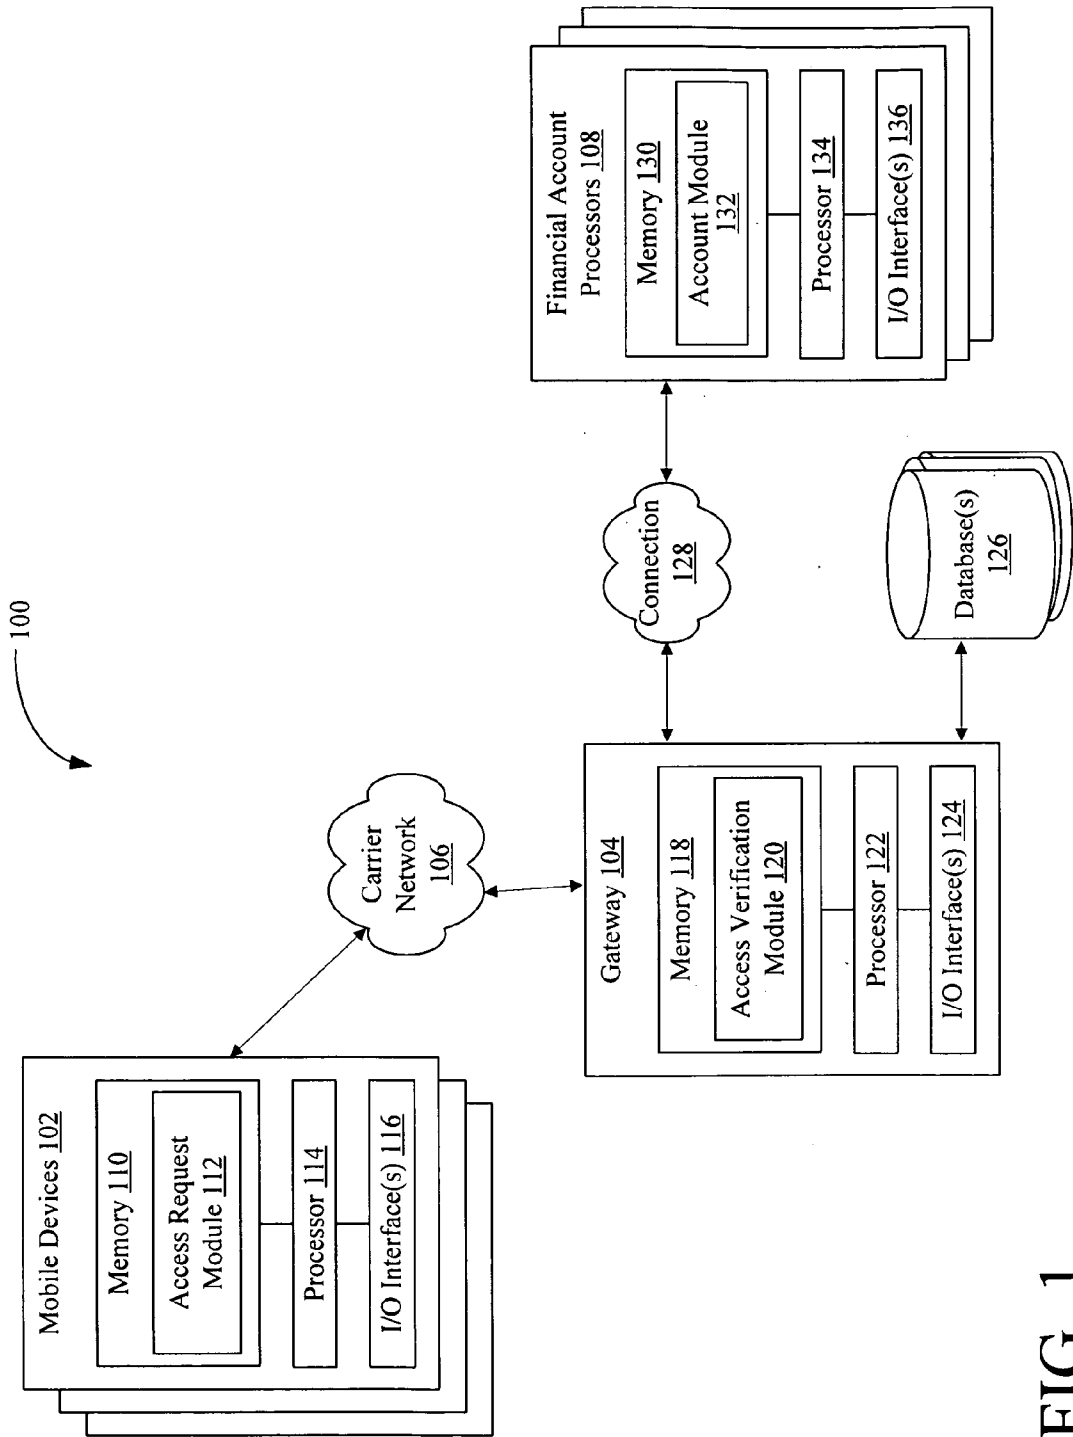 100
Mobile Devices 102
Memory 110
Access Request
Module 112
Processor 114
I/O Interface(s) 116
Carrier
Network
106
Gateway 104
Memory 118
Access Verification
Module 120
Processor 122
I/O Interface(s) 124
Connection
128
Database(s)
126
Financial Account
Processors 108
Memory 130
Account Module
132
Processor 134
I/O Interface(s) 136
FIG. 1